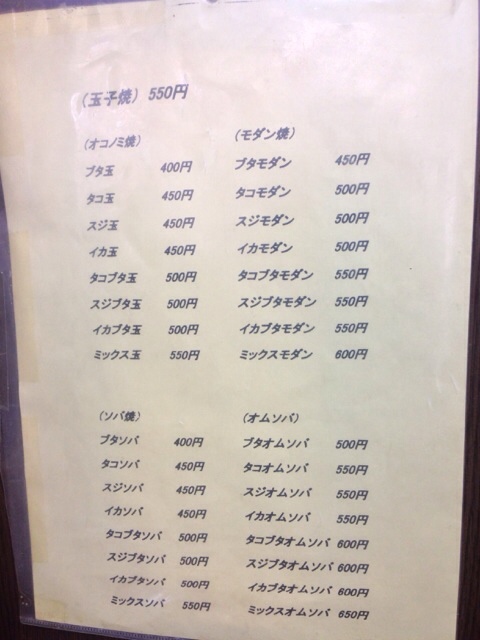 （玉子焼） 550円
（オコノミ焼）
ブタ玉 400円
タコ玉 450円
スジ玉 450円
イカ玉 450円
タコブタ玉 500円
スジブタ玉 500円
イカブタ玉 500円
ミックス玉 550円
（モダン焼）
ブタモダン 450円
タコモダン 500円
スジモダン 500円
イカモダン 500円
タコブタモダン 550円
スジブタモダン 550円
イカブタモダン 550円
ミックスモダン 600円
（ソバ焼）
ブタソバ 400円
タコソバ 450円
スジソバ 450円
イカソバ 450円
タコブタソバ 500円
スジブタソバ 500円
イカブタソバ 500円
ミックスソバ 550円
（オムソバ）
ブタオムソバ 500円
タコオムソバ 550円
スジオムソバ 550円
イカオムソバ 550円
タコブタオムソバ 600円
スジブタオムソバ 600円
イカブタオムソバ 600円
ミックスオムソバ 650円